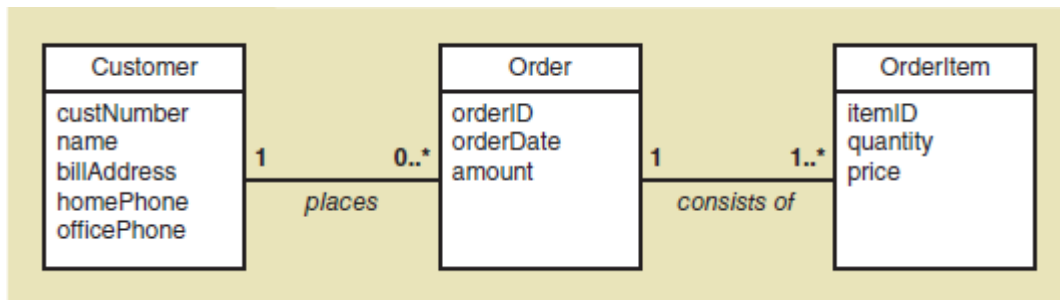 Customer
custNumber
name
billAddress
homePhone
officePhone
1
0..*
places
Order
orderID
orderDate
amount
1
1..*
consists of
OrderItem
itemID
quantity
price